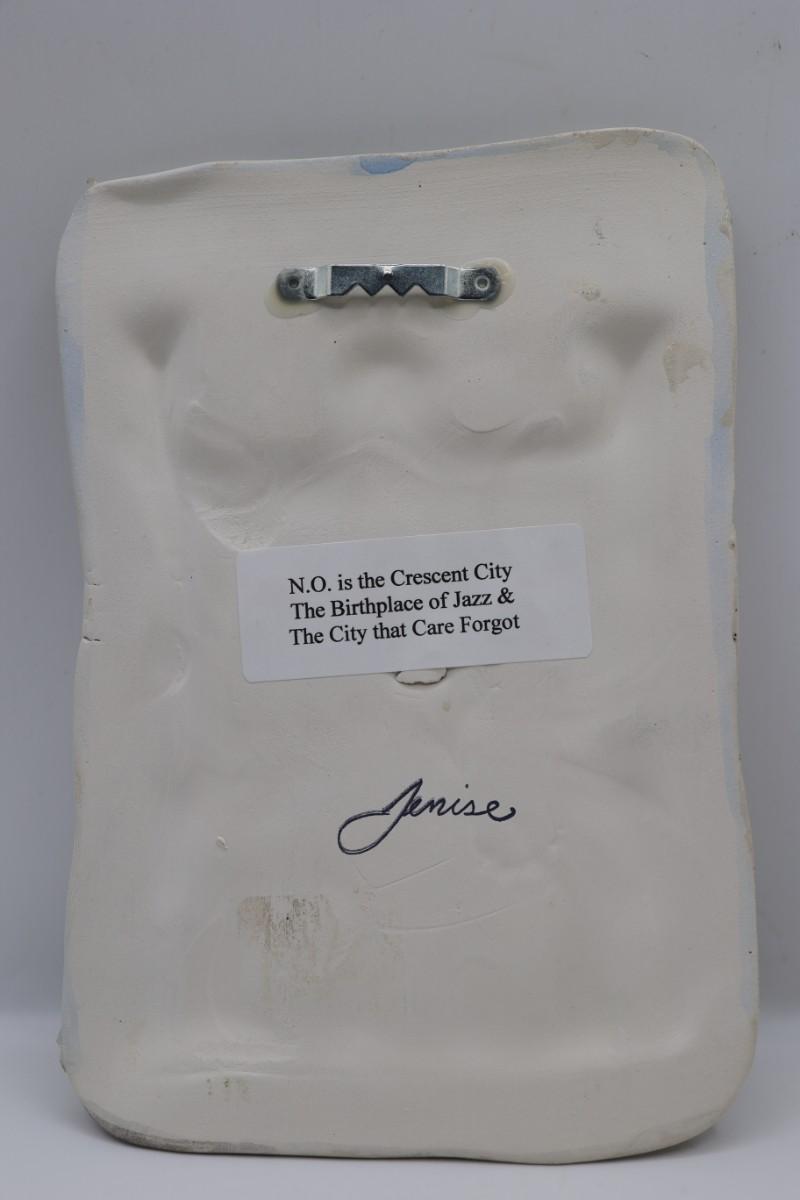 N.O. is the Crescent City
The Birthplace of Jazz &
The City that Care Forgot
Jenise